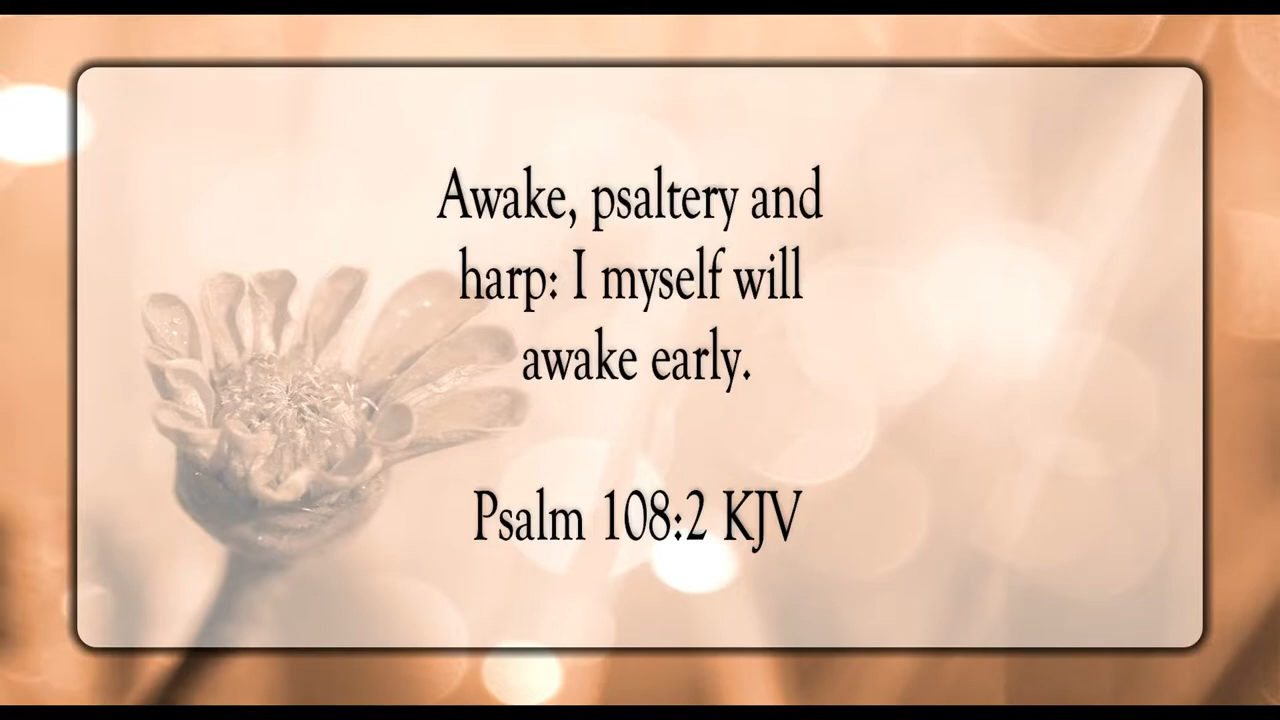 Awake, psaltery and
harp: I myself will
awake early.
Psalm 108:2 KJV